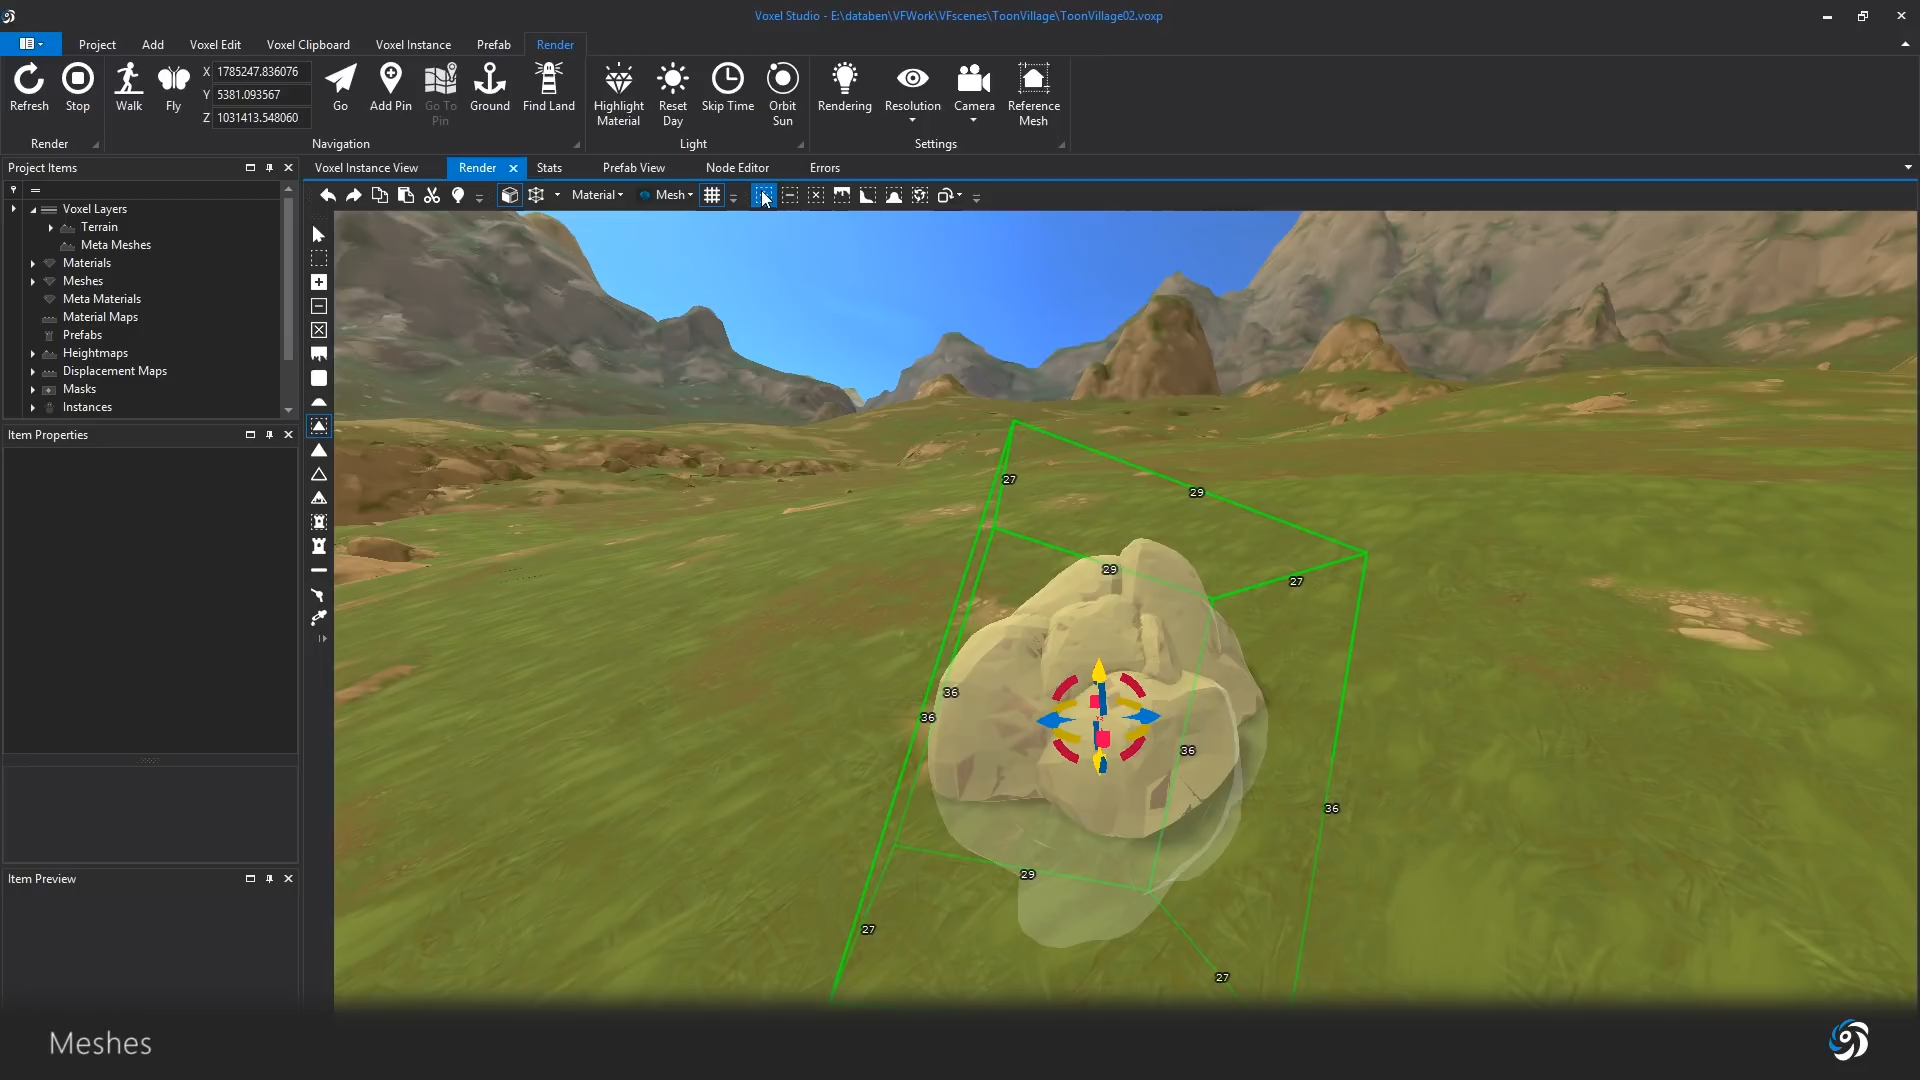 Voxel Studio - E:\databen\VFWork\VFscenes\ToonVillage\ToonVillage02.voxp
Project Add Voxel Edit Voxel Clipboard Voxel Instance Prefab Render
X 1785247.836076
Y 5381.093567
Z 1031413.548060
Refresh Stop Walk Fly Go Add Pin Go To Pin Ground Find Land Highlight Material Reset Day Skip Time Orbit Sun Rendering Resolution Camera Reference Mesh
Render Navigation Light Settings
Project Items
Voxel Instance View Render Stats Prefab View Node Editor Errors
Material Mesh
Voxel Layers
Terrain
Meta Meshes
Materials
Meshes
Meta Materials
Material Maps
Prefabs
Heightmaps
Displacement Maps
Masks
Instances
Item Properties
Item Preview
27
29
29
27
36
36
36
36
29
27
27
Meshes